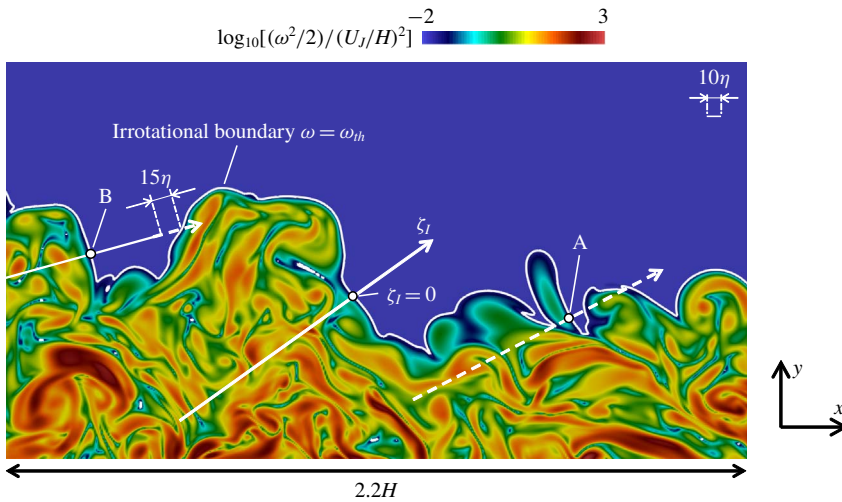 −2 3
log₁₀[(ω²/2)/(U_J/H)²]
10η
Irrotational boundary ω = ω_th
15η
B
ζ_I
A
ζ_I = 0
y
x
2.2H